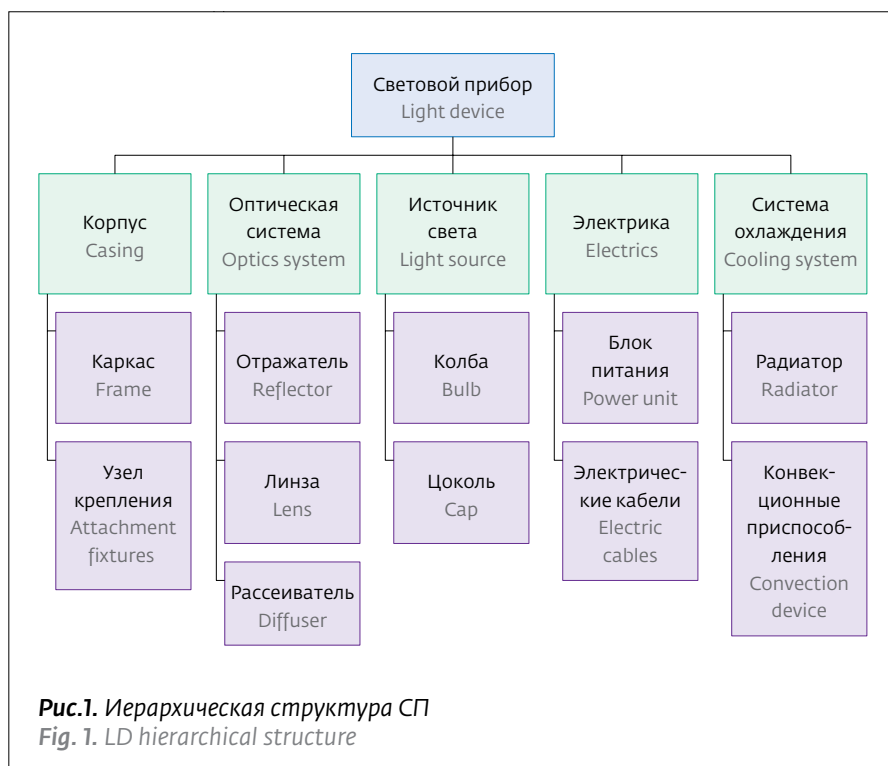 Световой прибор
Light device
Корпус
Casing
Оптическая
система
Optics system
Источник
света
Light source
Электрика
Electrics
Система
охлаждения
Cooling system
Каркас
Frame
Отражатель
Reflector
Колба
Bulb
Блок
питания
Power unit
Радиатор
Radiator
Узел
крепления
Attachment
fixtures
Линза
Lens
Цоколь
Cap
Электричес-
кие кабели
Electric
cables
Конвек-
ционные
приспособ-
ления
Convection
device
Рассеиватель
Diffuser
Рис.1. Иерархическая структура СП
Fig. 1. LD hierarchical structure